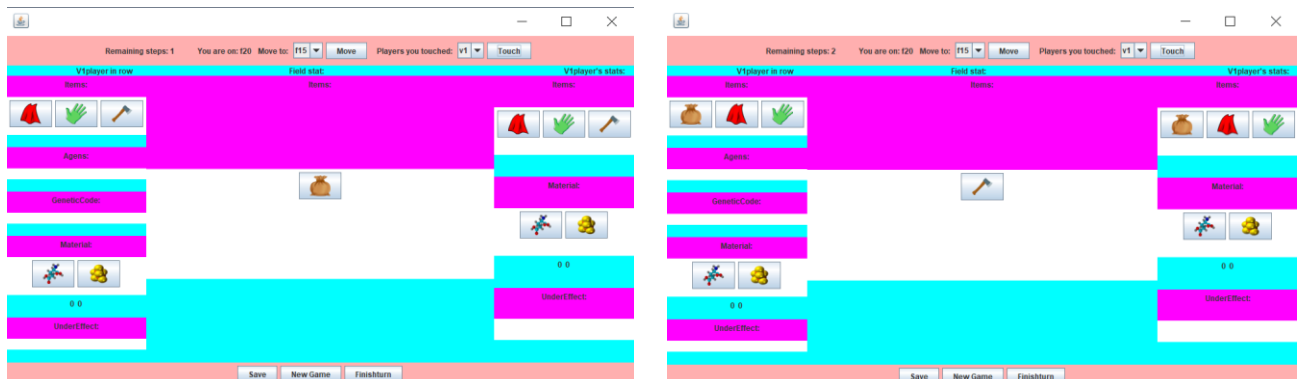 Remaining steps: 1 You are on: f20 Move to: f15 Move Players you touched: v1 Touch
V1player in row Field stat: V1player's stats:
Items: Items: Items:
Agens:
Material:
GeneticCode:
Material:
0 0
UnderEffect:
0 0
UnderEffect:
Save New Game Finishturn
Remaining steps: 2 You are on: f20 Move to: f15 Move Players you touched: v1 Touch
V1player in row Field stat: V1player's stats:
Items: Items: Items:
Agens:
Material:
GeneticCode:
Material:
0 0
UnderEffect:
0 0
UnderEffect:
Save New Game Finishturn